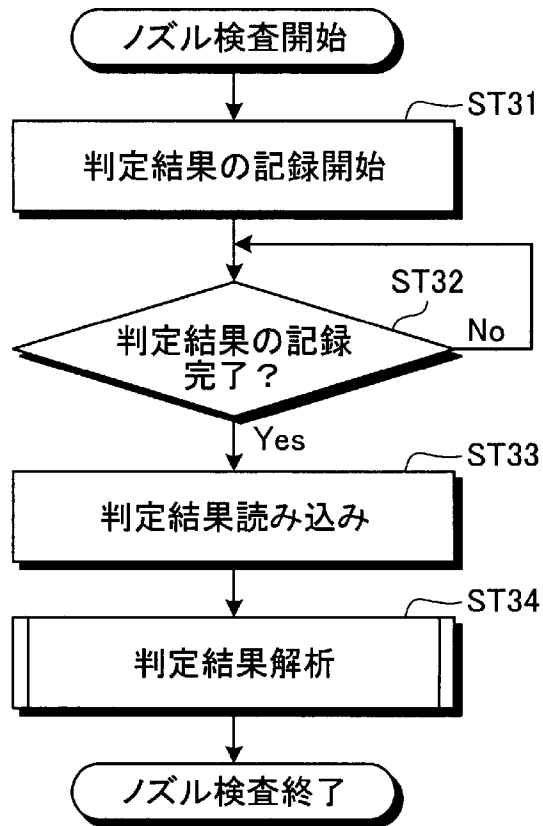 ノズル検査開始
ST31
判定結果の記録開始
ST32
判定結果の記録
完了？
No
Yes
ST33
判定結果読み込み
ST34
判定結果解析
ノズル検査終了